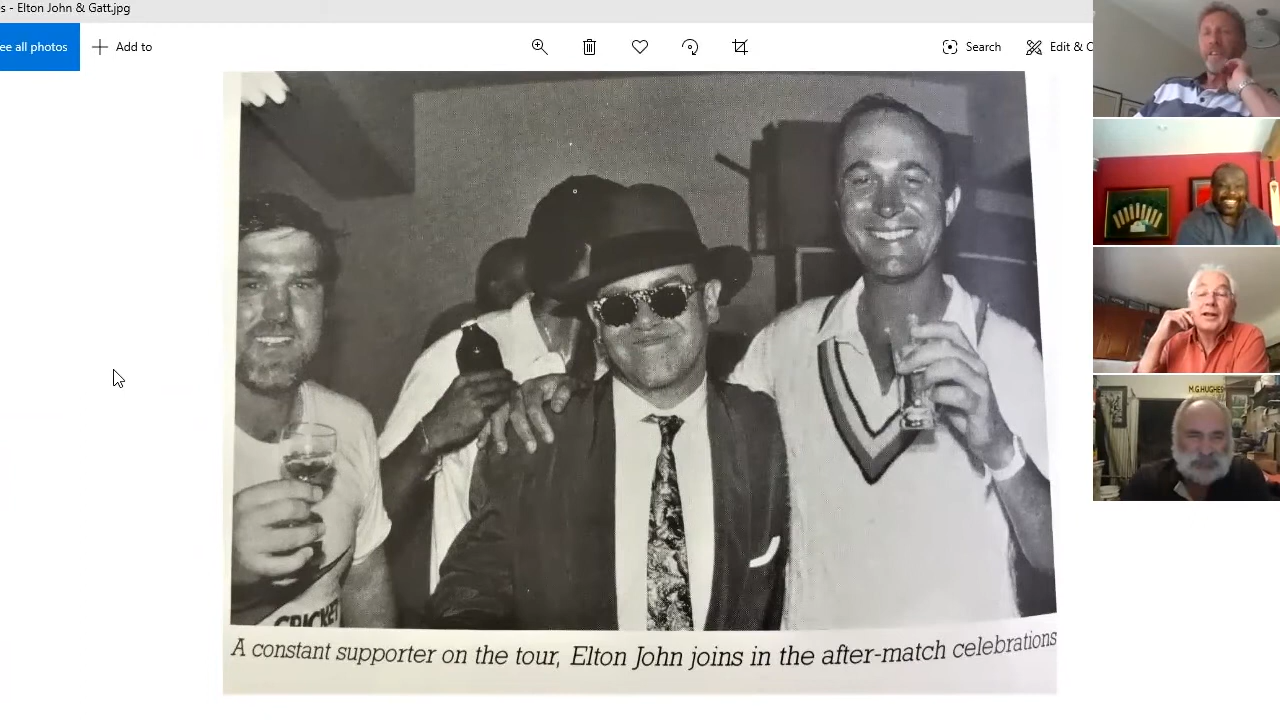 s - Elton John & Gatt.jpg
ee all photos
Add to
Search
Edit & C
M.G.HUGHES
CRICKET
A constant supporter on the tour, Elton John joins in the after-match celebrations